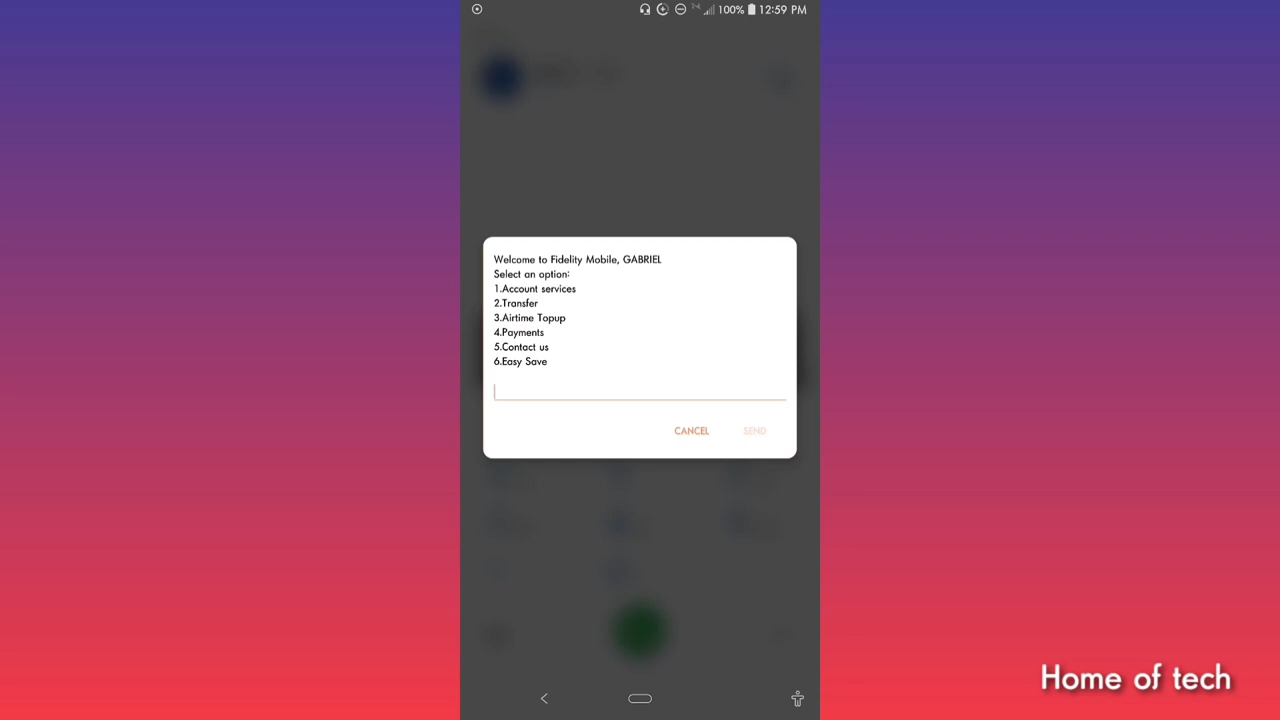 100% 12:59 PM
Welcome to Fidelity Mobile, GABRIEL
Select an option:
1.Account services
2.Transfer
3.Airtime Topup
4.Payments
5.Contact us
6.Easy Save
CANCEL SEND
Home of tech